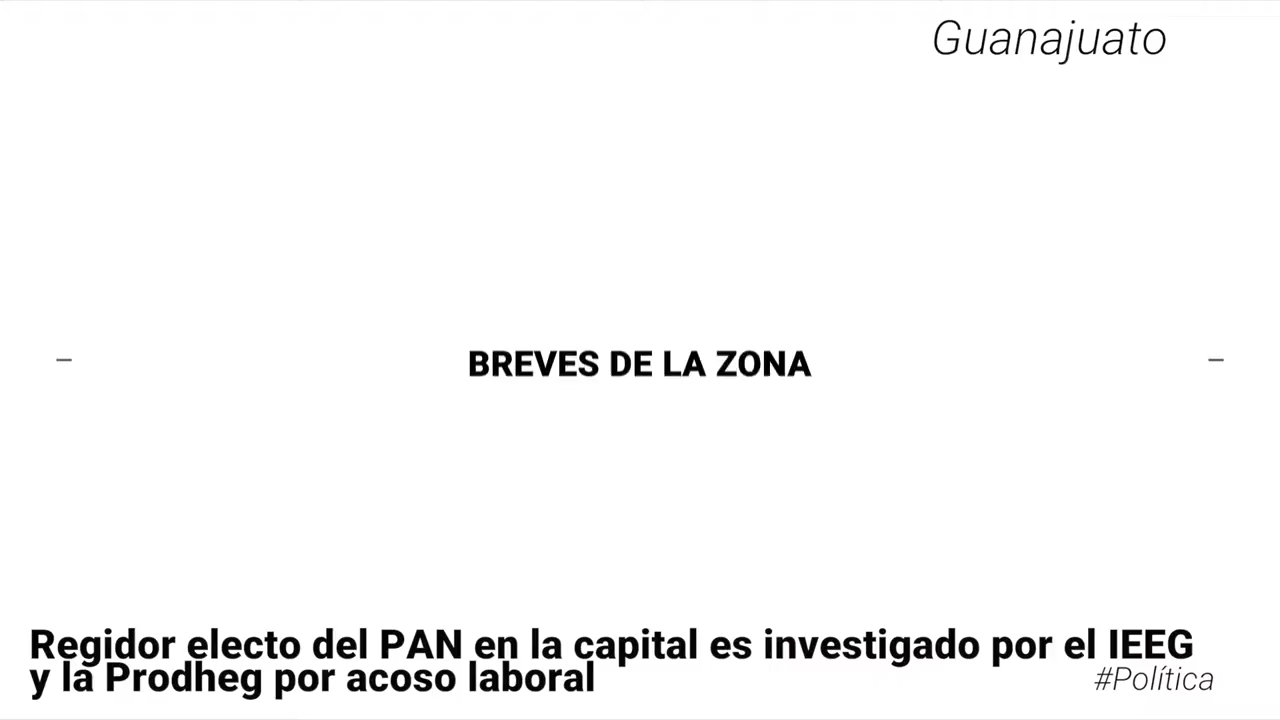 Guanajuato
BREVES DE LA ZONA
Regidor electo del PAN en la capital es investigado por el IEEG
y la Prodheg por acoso laboral
#Política